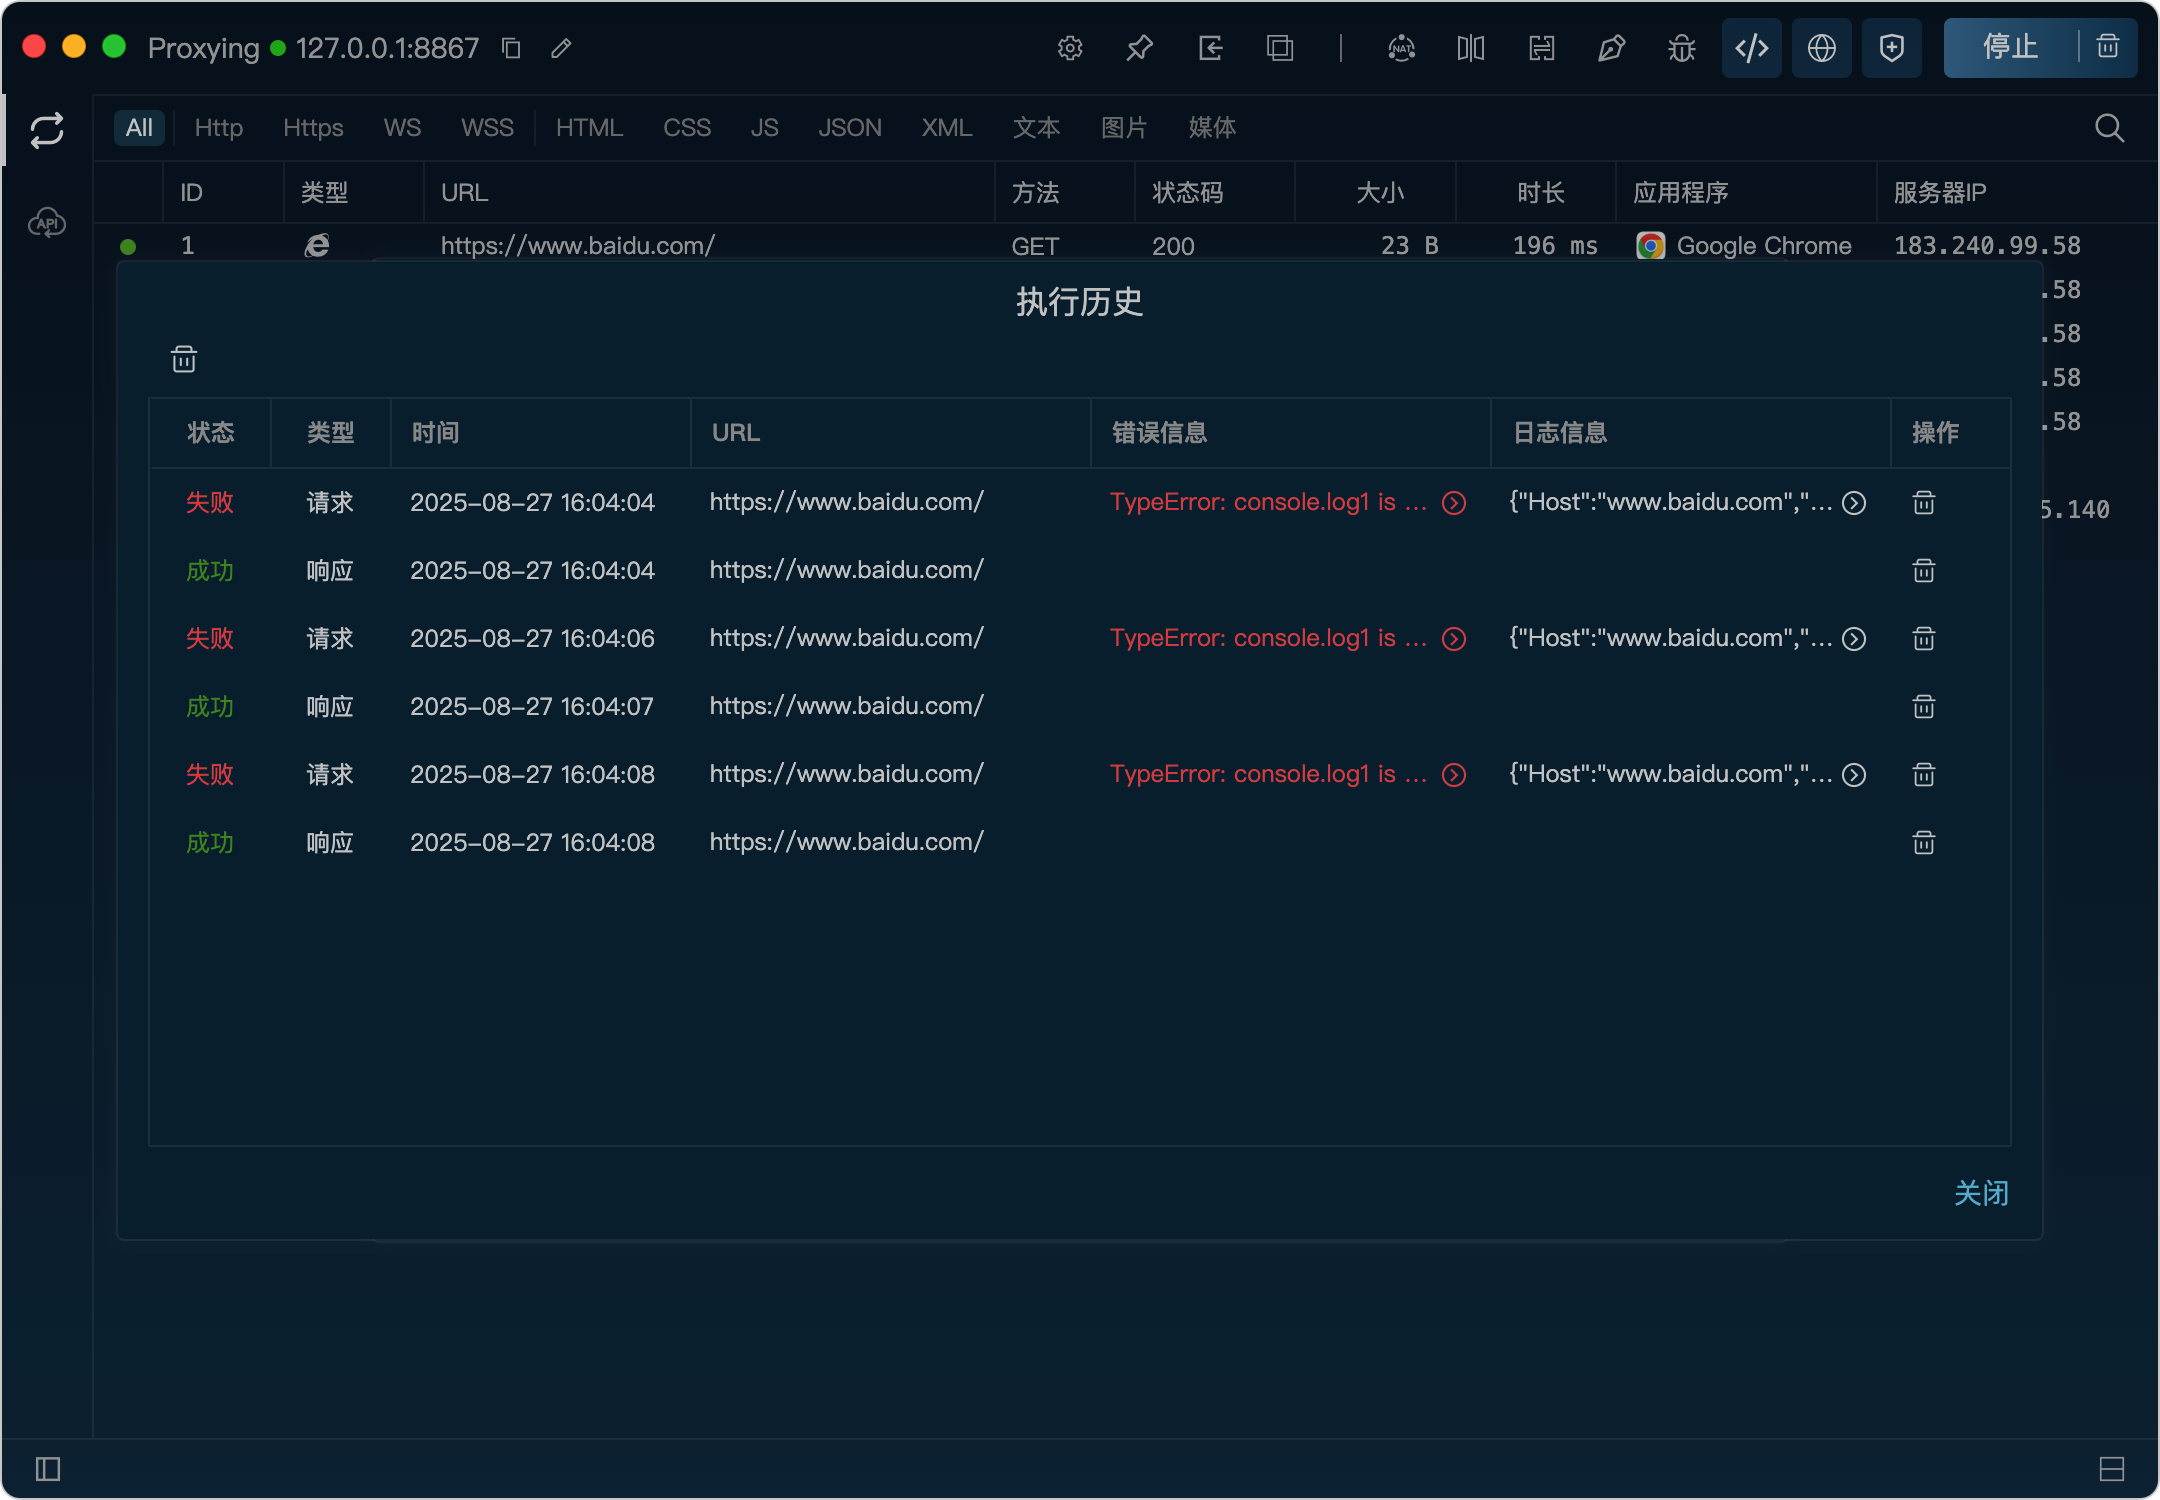 Proxying 127.0.0.1:8867 NAT </> 停止
All Http Https WS WSS HTML CSS JS JSON XML 文本 图片 媒体
API
ID 类型 URL 方法 状态码 大小 时长 应用程序 服务器IP
1 https://www.baidu.com/ GET 200 23 B 196 ms Google Chrome 183.240.99.58
.58
.58
.58
.58
5.140
执行历史
状态 类型 时间 URL 错误信息 日志信息 操作
失败 请求 2025-08-27 16:04:04 https://www.baidu.com/ TypeError: console.log1 is ... {"Host":"www.baidu.com","...
成功 响应 2025-08-27 16:04:04 https://www.baidu.com/
失败 请求 2025-08-27 16:04:06 https://www.baidu.com/ TypeError: console.log1 is ... {"Host":"www.baidu.com","...
成功 响应 2025-08-27 16:04:07 https://www.baidu.com/
失败 请求 2025-08-27 16:04:08 https://www.baidu.com/ TypeError: console.log1 is ... {"Host":"www.baidu.com","...
成功 响应 2025-08-27 16:04:08 https://www.baidu.com/
关闭